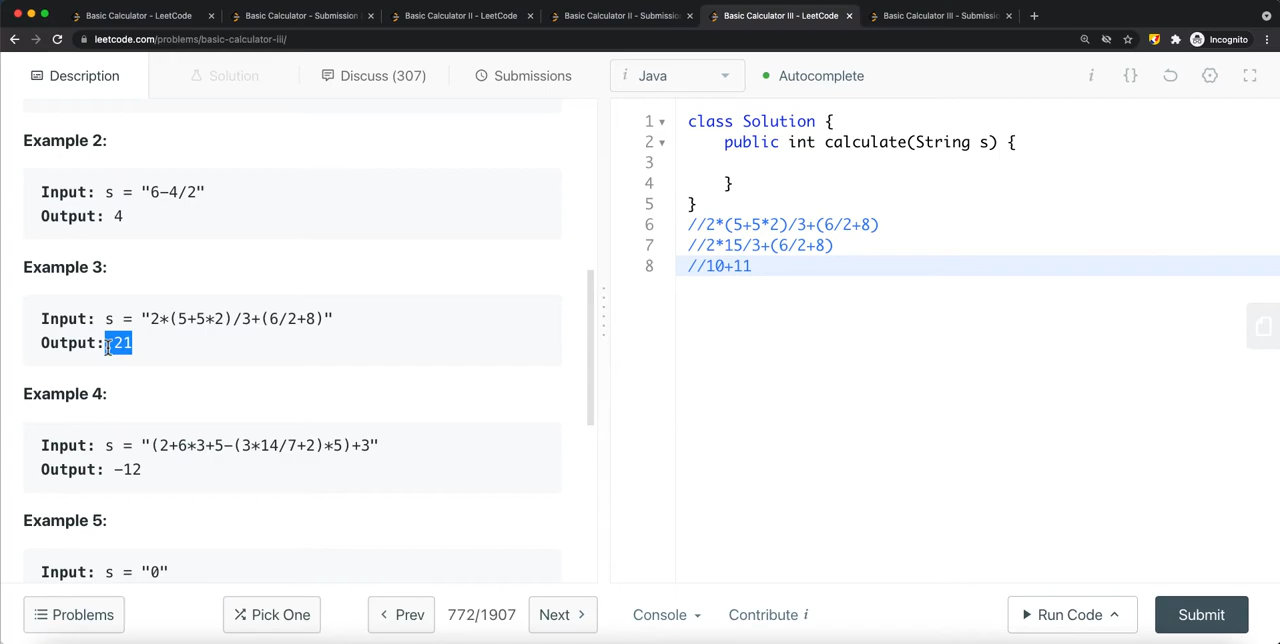 Basic Calculator - LeetCode
Basic Calculator - Submission
Basic Calculator II - LeetCode
Basic Calculator II - Submissio
Basic Calculator III - LeetCode
Basic Calculator III - Submissio
leetcode.com/problems/basic-calculator-iii/
Incognito
Description
Solution
Discuss (307)
Submissions
i Java
Autocomplete
Example 2:
Input: s = "6-4/2"
Output: 4
Example 3:
Input: s = "2*(5+5*2)/3+(6/2+8)"
Output: 21
Example 4:
Input: s = "(2+6*3+5-(3*14/7+2)*5)+3"
Output: -12
Example 5:
Input: s = "0"
1 class Solution {
2 public int calculate(String s) {
3
4 }
5 }
6 //2*(5+5*2)/3+(6/2+8)
7 //2*15/3+(6/2+8)
8 //10+11
Problems
Pick One
Prev
772/1907
Next
Console
Contribute i
Run Code
Submit